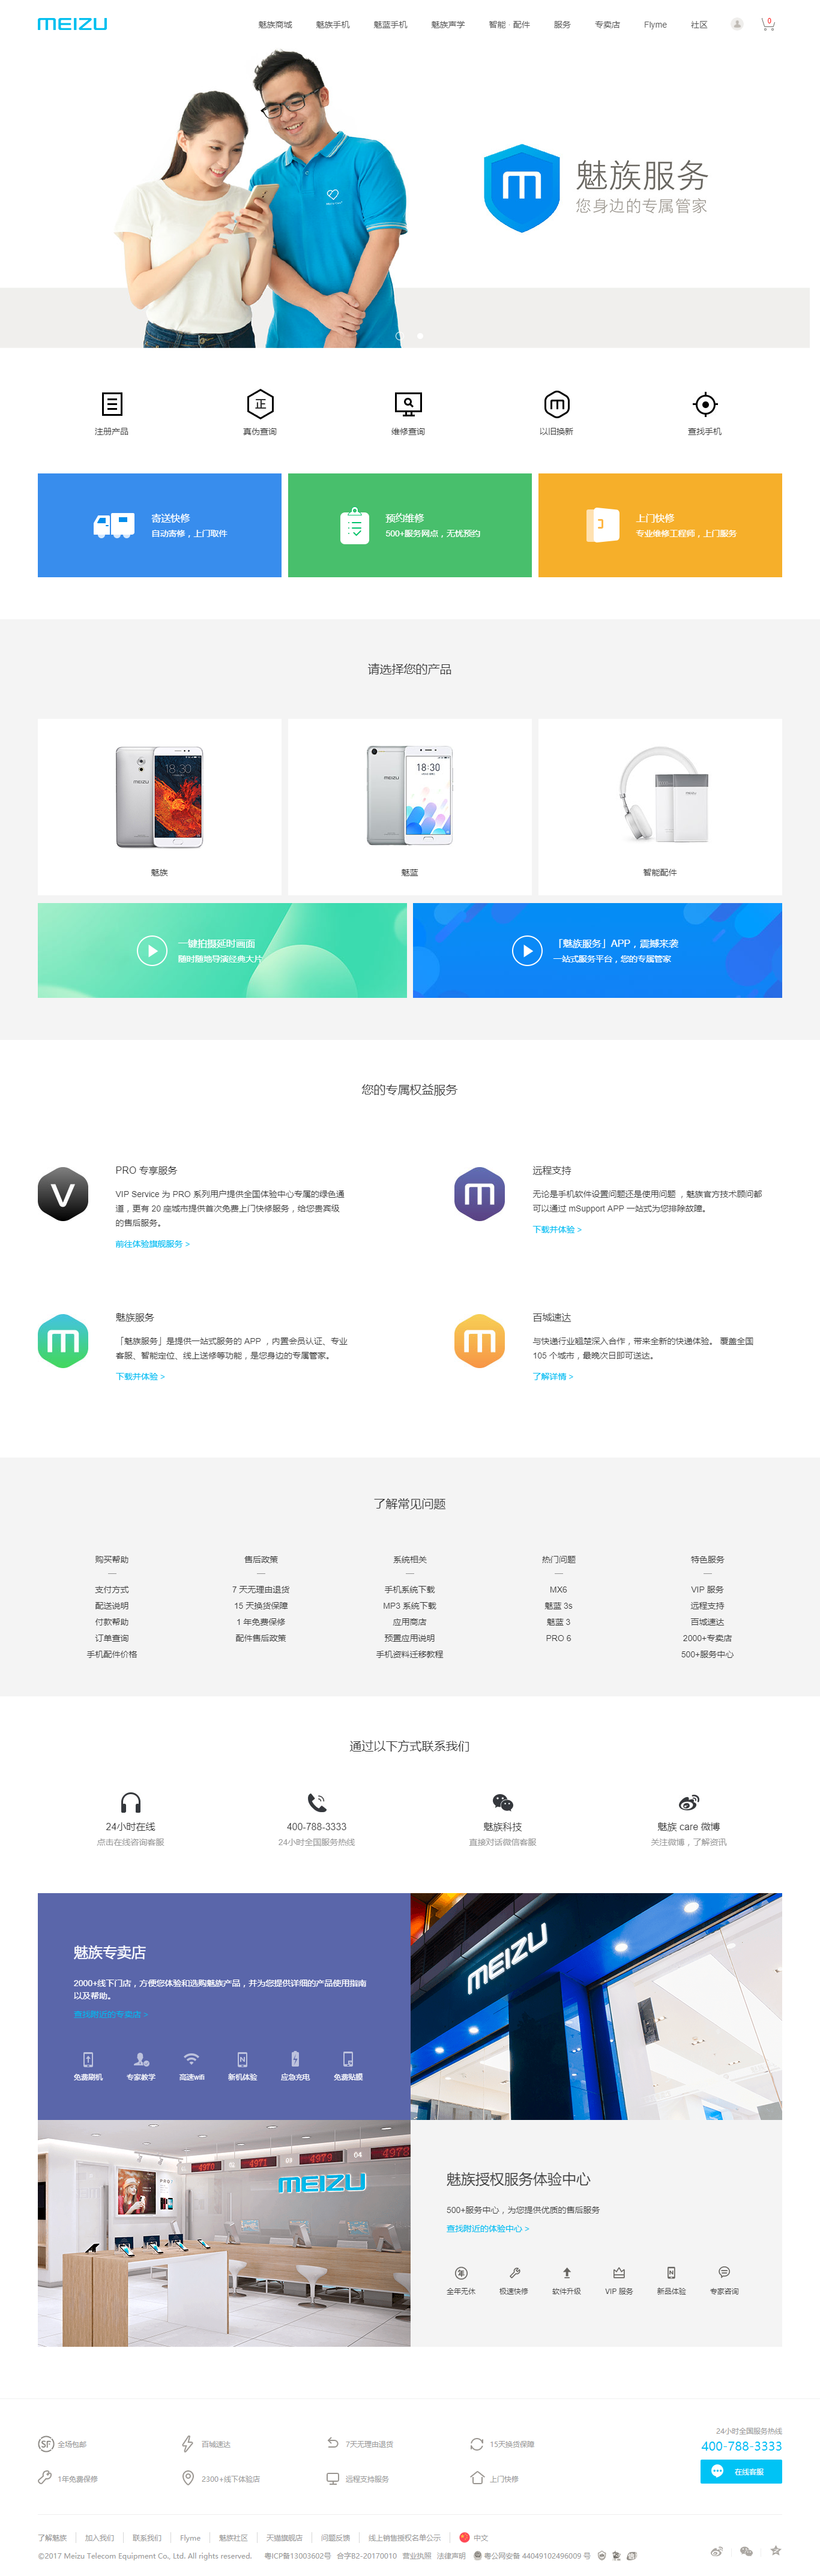 MEIZU
魅族商城 魅族手机 魅蓝手机 魅族声学 智能 · 配件 服务 专卖店 Flyme 社区 0
魅族服务
您身边的专属管家
注册产品 真伪查询 维修查询 以旧换新 查找手机
正
寄送快修
自动寄修，上门取件
预约维修
500+服务网点，无忧预约
上门快修
专业维修工程师，上门服务
请选择您的产品
18:30
MEIZU
18:30
MEIZU
MEIZU
魅族 魅蓝 智能配件
一键拍摄延时画面
随时随地导演经典大片
「魅族服务」APP，震撼来袭
一站式服务平台，您的专属管家
您的专属权益服务
PRO 专享服务
VIP Service 为 PRO 系列用户提供全国体验中心专属的绿色通
道，更有 20 座城市提供首次免费上门快修服务，给您贵宾级
的售后服务。
前往体验旗舰服务 >
远程支持
无论是手机软件设置问题还是使用问题 ，魅族官方技术顾问都
可以通过 mSupport APP 一站式为您排除故障。
下载并体验 >
魅族服务
「魅族服务」是提供一站式服务的 APP ，内置会员认证、专业
客服、智能定位、线上送修等功能，是您身边的专属管家。
下载并体验 >
百城速达
与快递行业翘楚深入合作，带来全新的快递体验。 覆盖全国
105 个城市，最晚次日即可送达。
了解详情 >
了解常见问题
购买帮助 售后政策 系统相关 热门问题 特色服务
支付方式 7 天无理由退货 手机系统下载 MX6 VIP 服务
配送说明 15 天换货保障 MP3 系统下载 魅蓝 3s 远程支持
付款帮助 1 年免费保修 应用商店 魅蓝 3 百城速达
订单查询 配件售后政策 预置应用说明 PRO 6 2000+专卖店
手机配件价格 手机资料迁移教程 500+服务中心
通过以下方式联系我们
24小时在线 400-788-3333 魅族科技 魅族 care 微博
点击在线咨询客服 24小时全国服务热线 直接对话微信客服 关注微博，了解资讯
魅族专卖店
2000+线下门店，方便您体验和选购魅族产品，并为您提供详细的产品使用指南
以及帮助。
查找附近的专卖店 >
免费刷机 专家教学 高速wifi 新机体验 应急充电 免费贴膜
MEIZU
4970 4971 4979 4978
MEIZU
魅族授权服务体验中心
500+服务中心，为您提供优质的售后服务
查找附近的体验中心 >
全年无休 极速快修 软件升级 VIP 服务 新品体验 专家咨询
全场包邮 百城速达 7天无理由退货 15天换货保障
1年免费保修 2300+线下体验店 远程支持服务 上门快修
24小时全国服务热线
400-788-3333
在线客服
了解魅族 加入我们 联系我们 Flyme 魅族社区 天猫旗舰店 问题反馈 线上销售授权名单公示 中文
©2017 Meizu Telecom Equipment Co., Ltd. All rights reserved. 粤ICP备13003602号 合字B2-20170010 营业执照 法律声明 粤公网安备 44049102496009 号